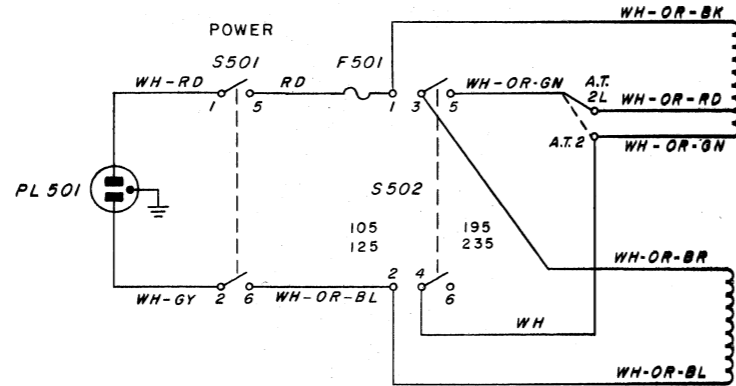 WH-OR-BK
POWER
S501
F501
WH-RD
RD
WH-OR-GN
A.T.
2L
1
5
1
3
5
WH-OR-RD
A.T.2
WH-OR-GN
PL 501
S502
105
125
195
235
WH-OR-BR
2
4
WH-GY
2
6
WH-OR-BL
6
WH
WH-OR-BL